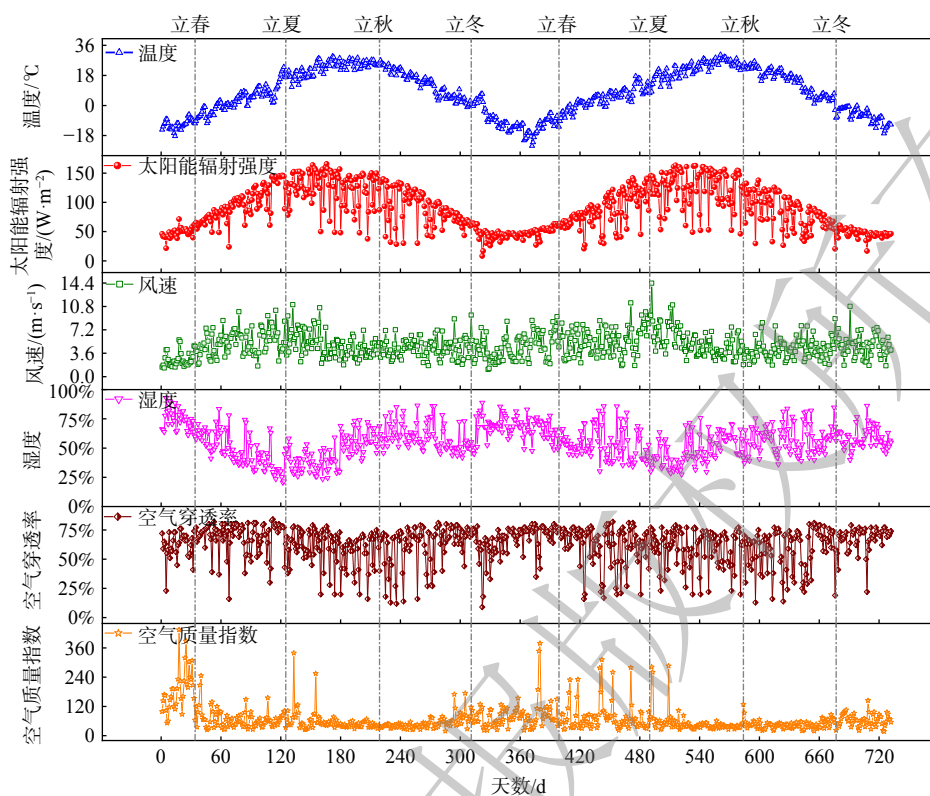 立春 立夏 立秋 立冬 立春 立夏 立秋 立冬
36
18
0
−18
温度/℃
温度
150
100
50
0
太阳能辐射强
度/(W·m⁻²)
太阳能辐射强度
14.4
10.8
7.2
3.6
0.0
风速/(m·s⁻¹)
风速
100%
75%
50%
25%
0%
湿度
湿度
75%
50%
25%
0%
空气穿透率
空气穿透率
360
240
120
0
空气质量指数
空气质量指数
0 60 120 180 240 300 360 420 480 540 600 660 720
天数/d
报版权所有